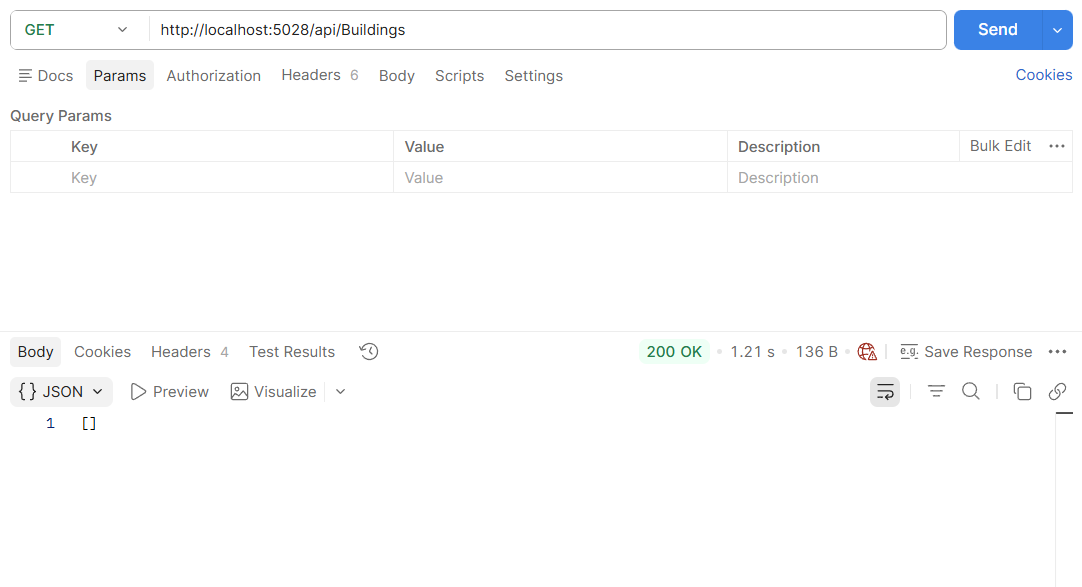 GET http://localhost:5028/api/Buildings Send
Docs Params Authorization Headers 6 Body Scripts Settings Cookies
Query Params
Key Value Description Bulk Edit
Key Value Description
Body Cookies Headers 4 Test Results 200 OK 1.21 s 136 B e.g. Save Response
{} JSON Preview Visualize
1 []